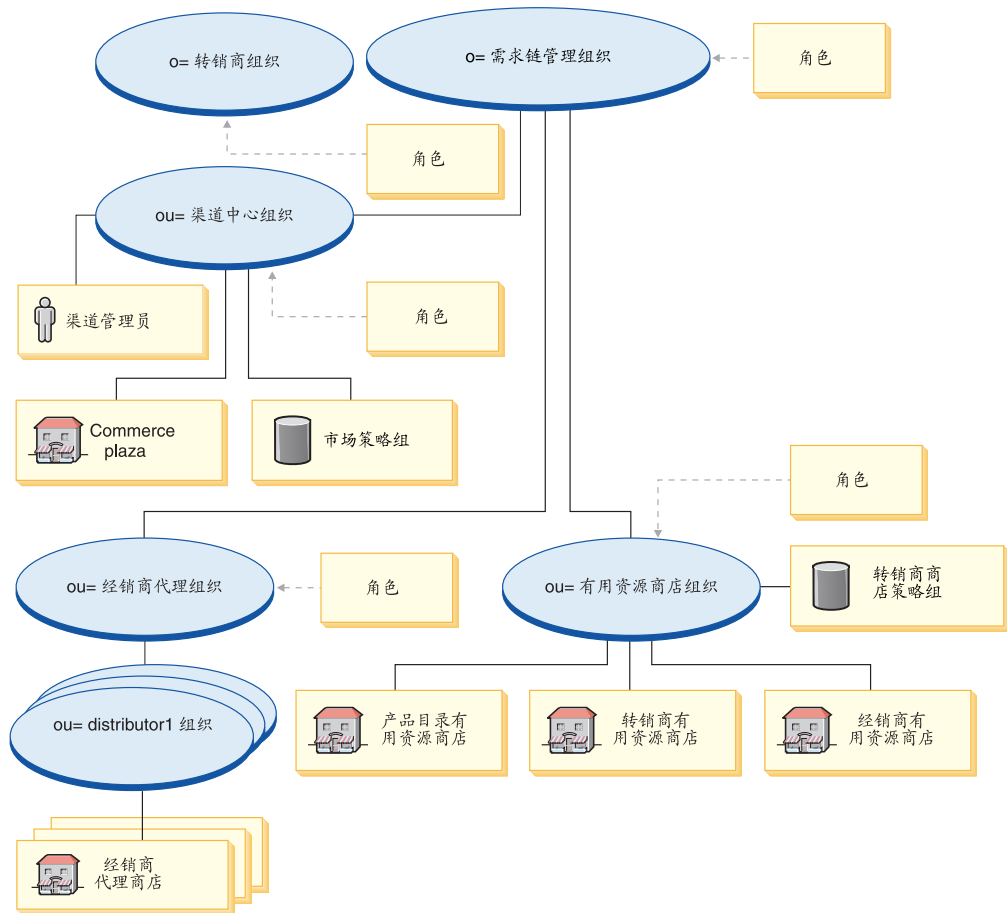 o= 转销商组织
o= 需求链管理组织
角色
角色
ou= 渠道中心组织
渠道管理员
角色
Commerce
plaza
市场策略组
角色
ou= 经销商代理组织
角色
ou= 有用资源商店组织
转销商商
店策略组
ou= distributor1 组织
产品目录有
用资源商店
转销商有
用资源商店
经销商有
用资源商店
经销商
代理商店